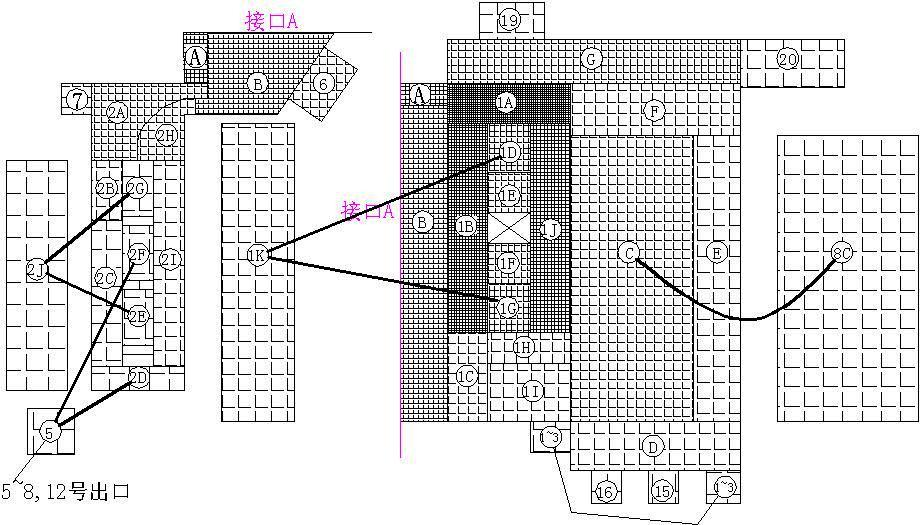 接口A
19
A
B
6
G
20
7
2A
2H
A
1A
F
2B
2G
1D
1E
接口A
B
1B
1J
2J
2C
2F
2I
1K
1F
C
E
8C
2E
1G
1H
2D
1C
1I
5
1~3
D
16
15
1~3
5~8,12号出口